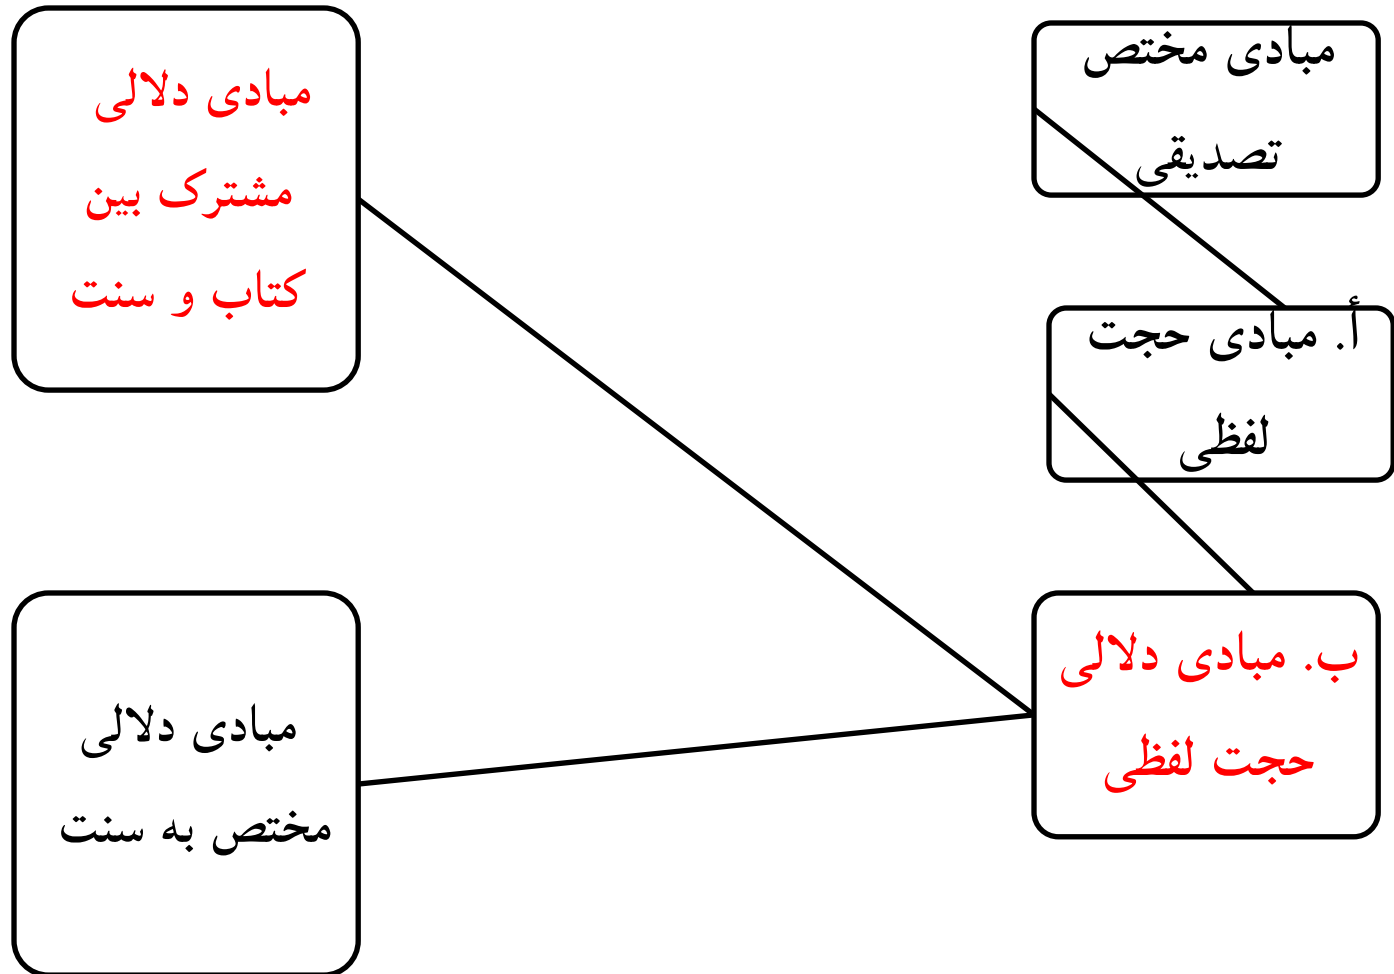 مبادی مختص
تصدیقی
أ. مبادی حجت
لفظی
ب. مبادی دلالی
حجت لفظی
مبادی دلالی
مشترک بین
کتاب و سنت
مبادی دلالی
مختص به سنت